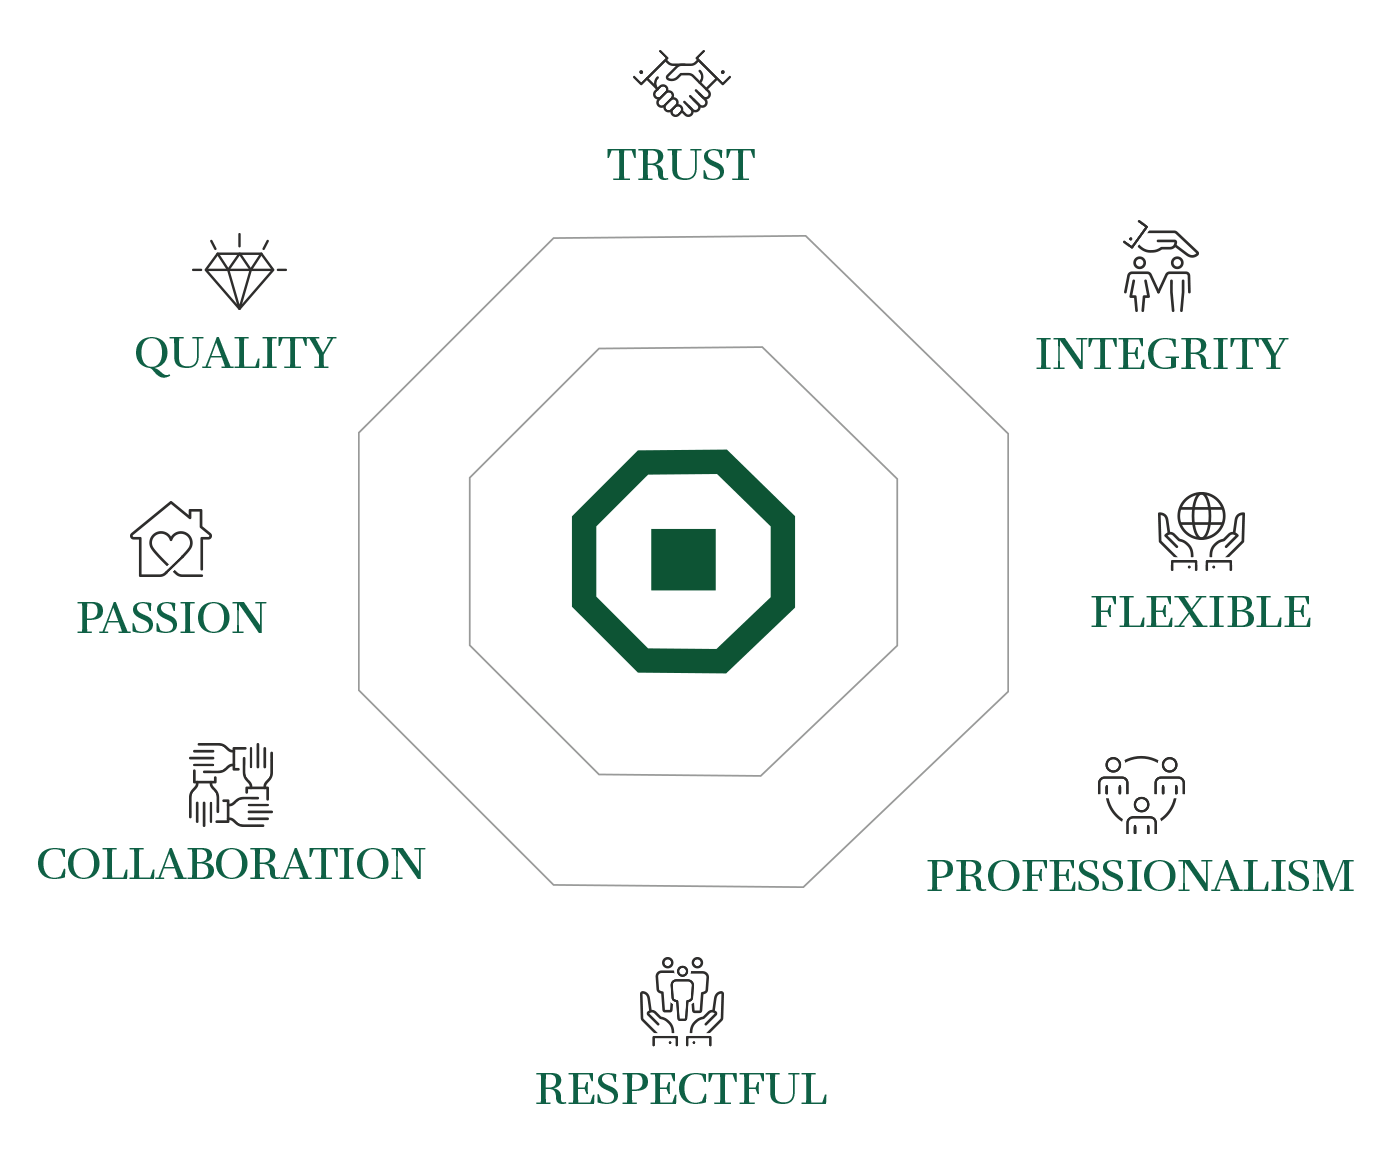 TRUST
QUALITY
INTEGRITY
PASSION
FLEXIBLE
COLLABORATION
PROFESSIONALISM
RESPECTFUL